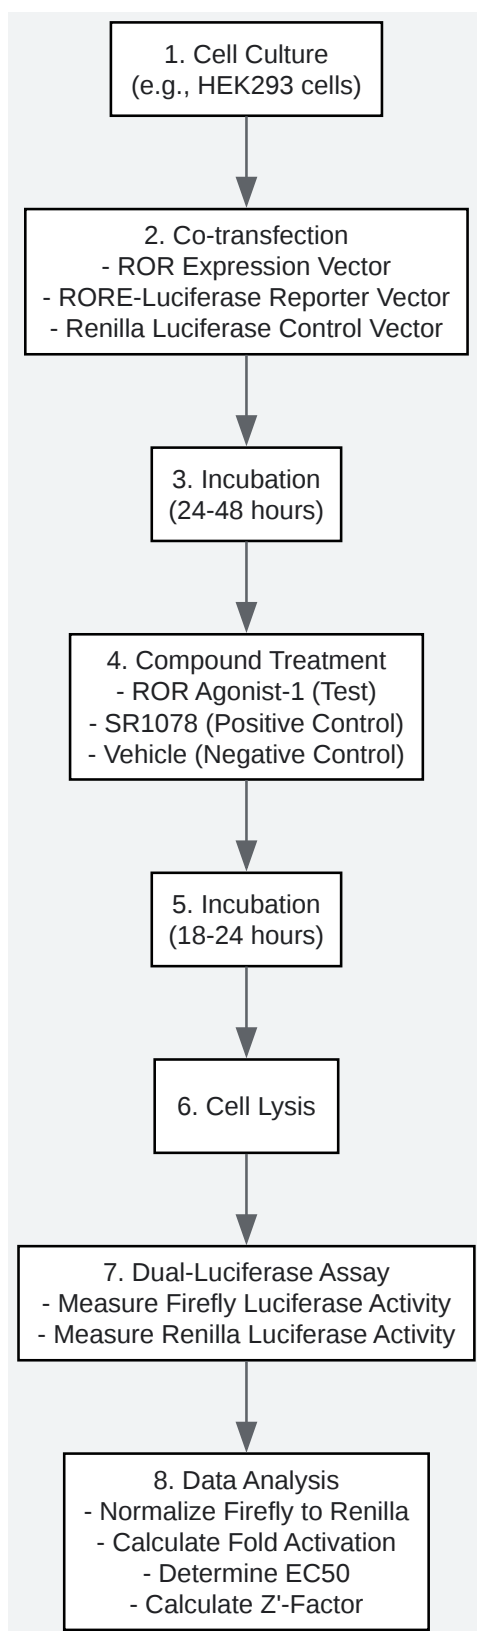 1. Cell Culture
(e.g., HEK293 cells)
2. Co-transfection
- ROR Expression Vector
- RORE-Luciferase Reporter Vector
- Renilla Luciferase Control Vector
3. Incubation
(24-48 hours)
4. Compound Treatment
- ROR Agonist-1 (Test)
- SR1078 (Positive Control)
- Vehicle (Negative Control)
5. Incubation
(18-24 hours)
6. Cell Lysis
7. Dual-Luciferase Assay
- Measure Firefly Luciferase Activity
- Measure Renilla Luciferase Activity
8. Data Analysis
- Normalize Firefly to Renilla
- Calculate Fold Activation
- Determine EC50
- Calculate Z'-Factor